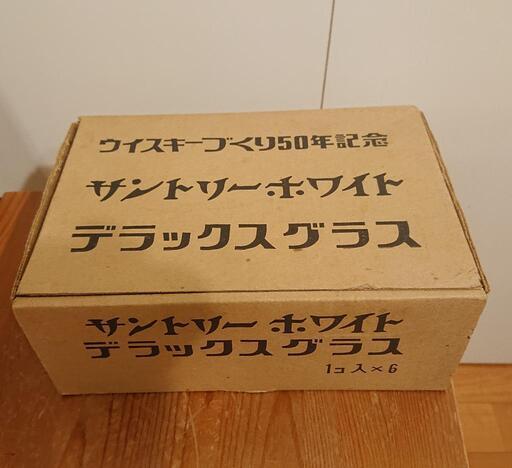 ウイスキーづくり50年記念
サントリーホワイト
デラックスグラス
サントリーホワイト
デラックスグラス
1コ入×6